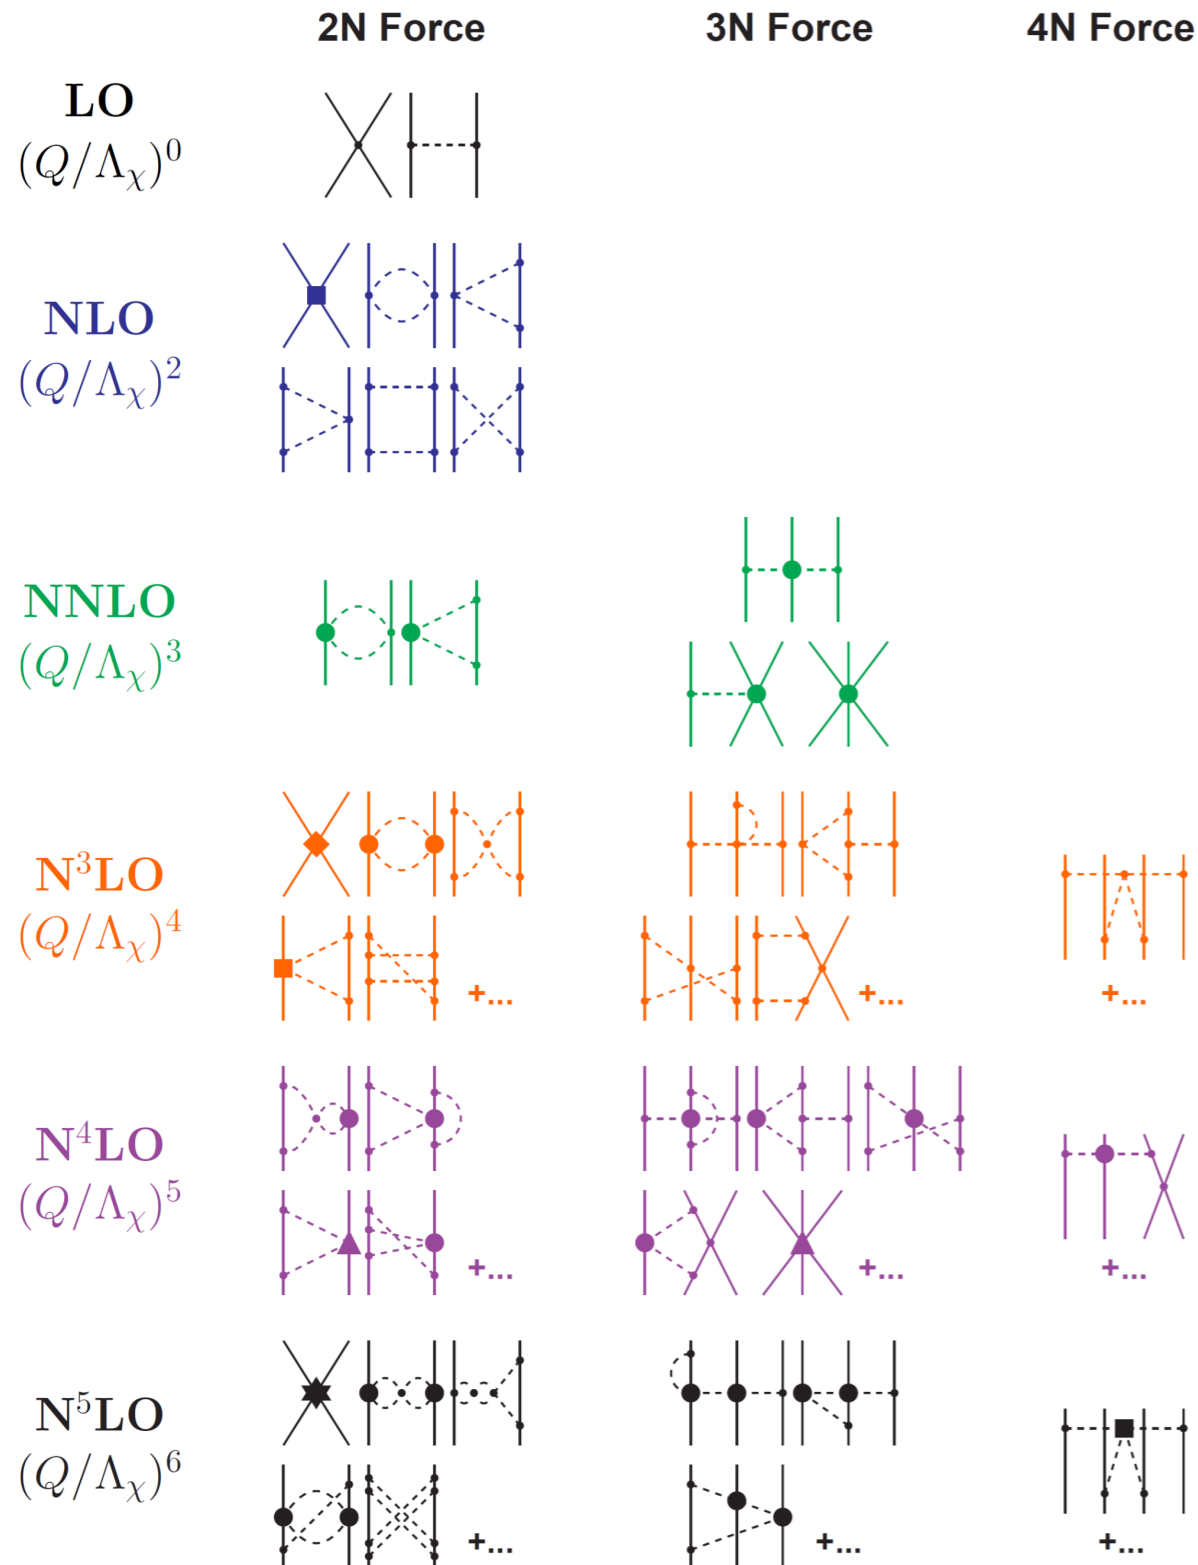 2N Force 3N Force 4N Force
LO
(Q/Λχ)⁰
NLO
(Q/Λχ)²
NNLO
(Q/Λχ)³
N³LO
(Q/Λχ)⁴
+... +... +...
N⁴LO
(Q/Λχ)⁵
+... +... +...
N⁵LO
(Q/Λχ)⁶
+... +... +...